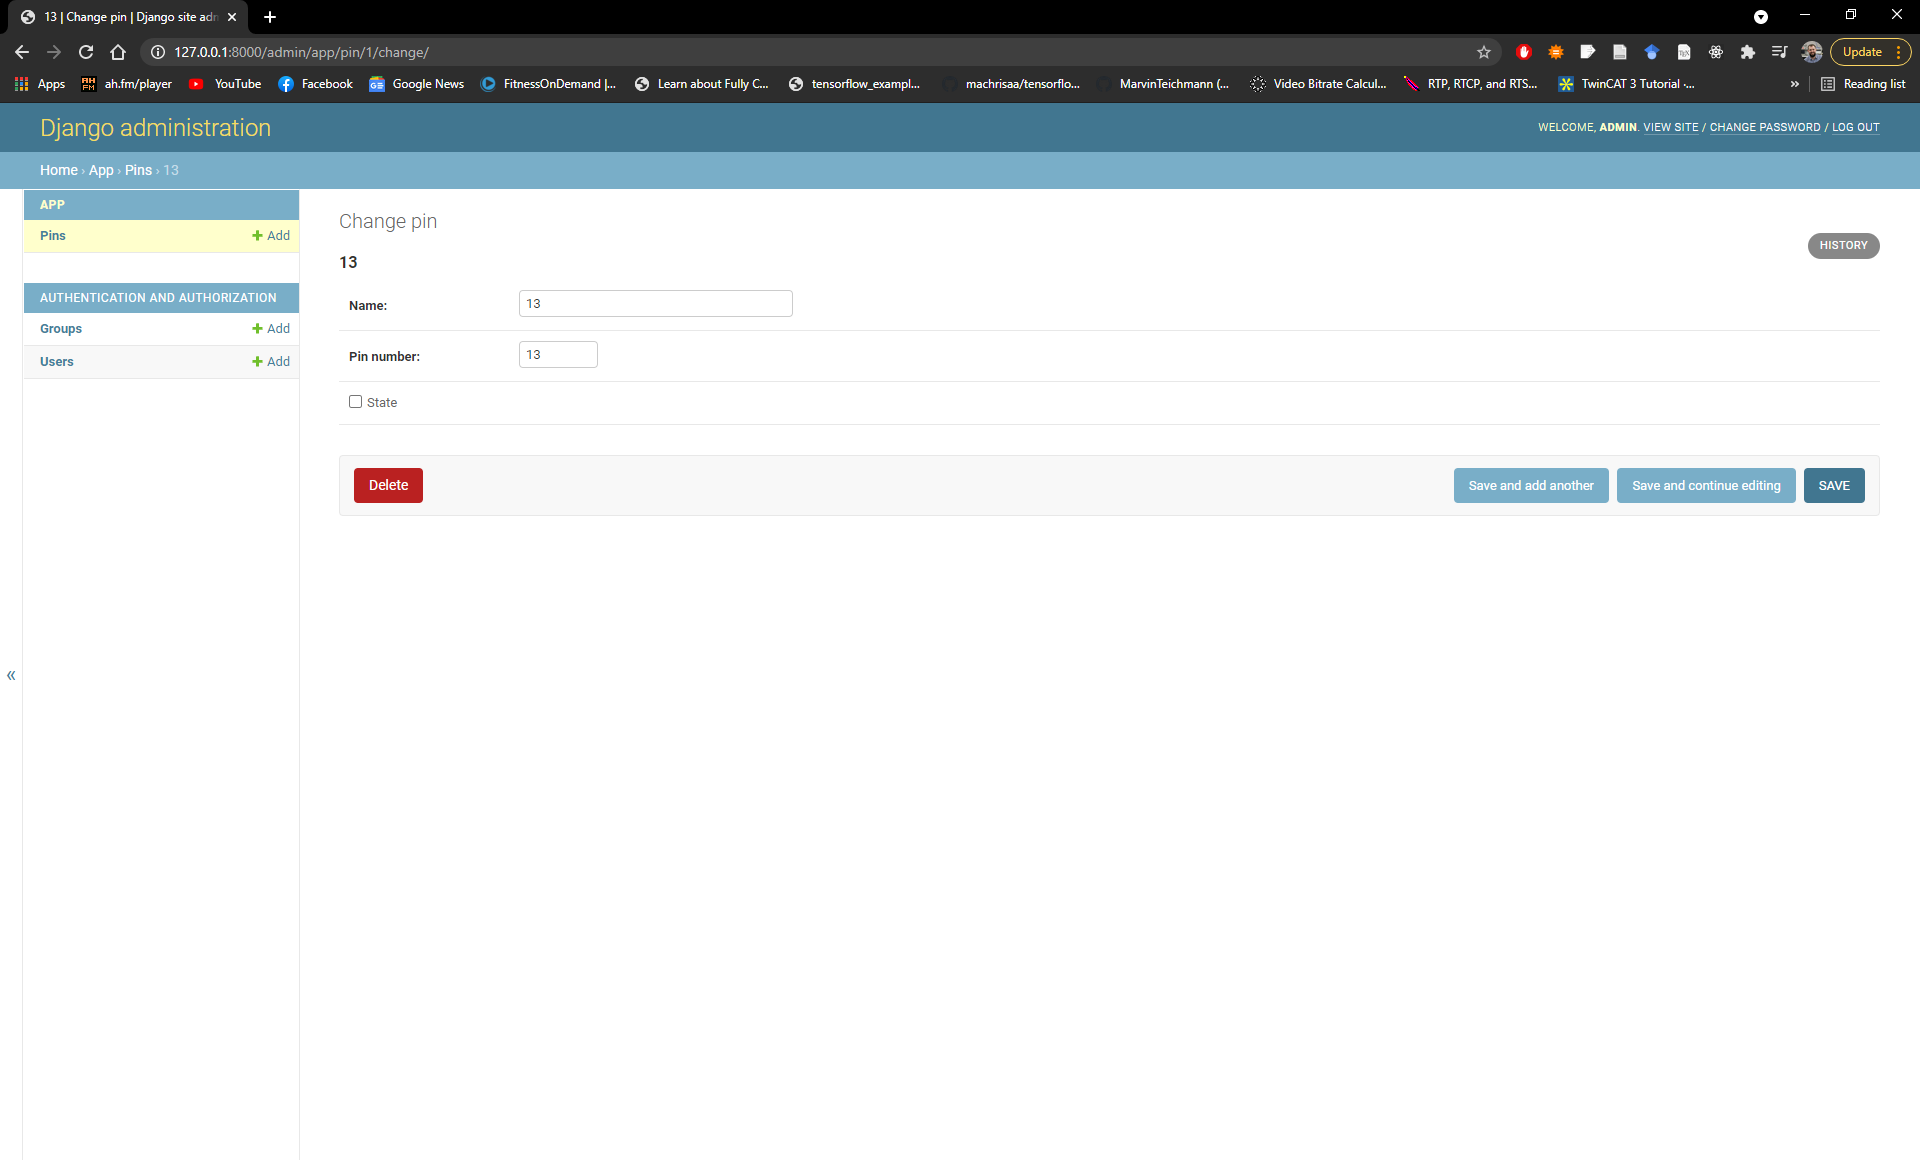 13 | Change pin | Django site adn
127.0.0.1:8000/admin/app/pin/1/change/
Update
Apps
ah.fm/player
YouTube
Facebook
Google News
FitnessOnDemand |...
Learn about Fully C...
tensorflow_exampl...
machrisaa/tensorflo...
MarvinTeichmann (...
Video Bitrate Calcul...
RTP, RTCP, and RTS...
TwinCAT 3 Tutorial -...
»
Reading list
Django administration
WELCOME, ADMIN. VIEW SITE / CHANGE PASSWORD / LOG OUT
Home › App › Pins › 13
APP
Pins
Add
AUTHENTICATION AND AUTHORIZATION
Groups
Add
Users
Add
«
Change pin
HISTORY
13
Name:
13
Pin number:
13
State
Delete
Save and add another
Save and continue editing
SAVE